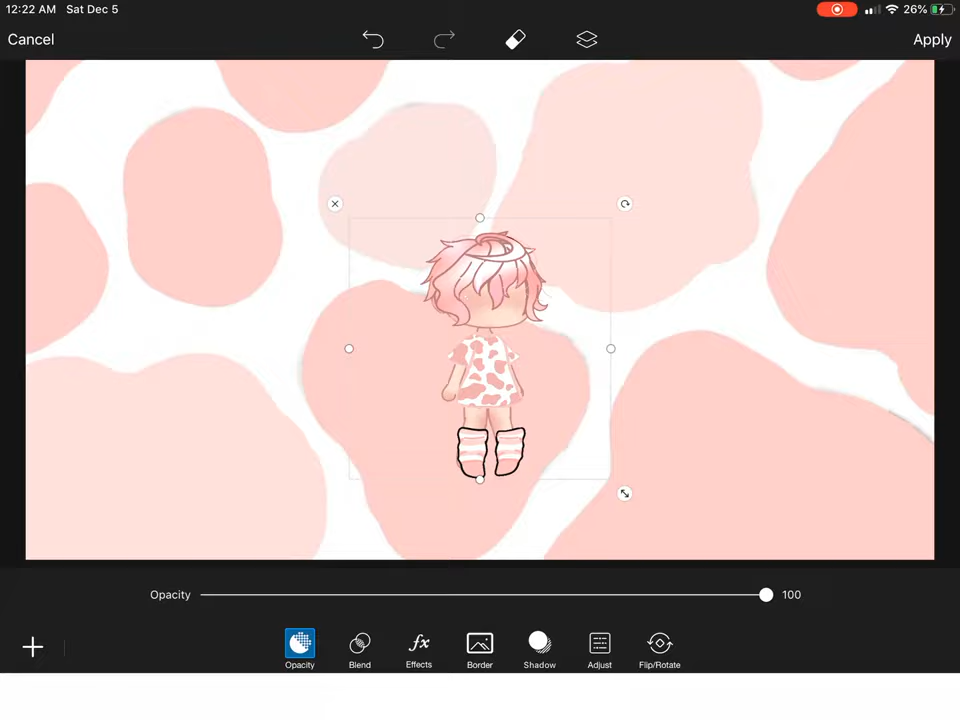 12:22 AM Sat Dec 5
26%
Cancel
Apply
Opacity
100
Opacity
Blend
fx
Effects
Border
Shadow
Adjust
Flip/Rotate